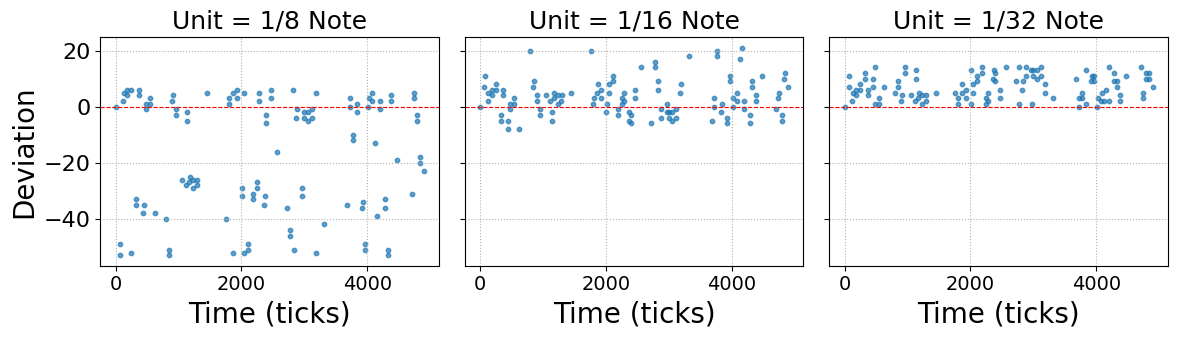 Unit = 1/8 Note
Unit = 1/16 Note
Unit = 1/32 Note
Deviation
20
0
−20
−40
0 2000 4000
0 2000 4000
0 2000 4000
Time (ticks)
Time (ticks)
Time (ticks)